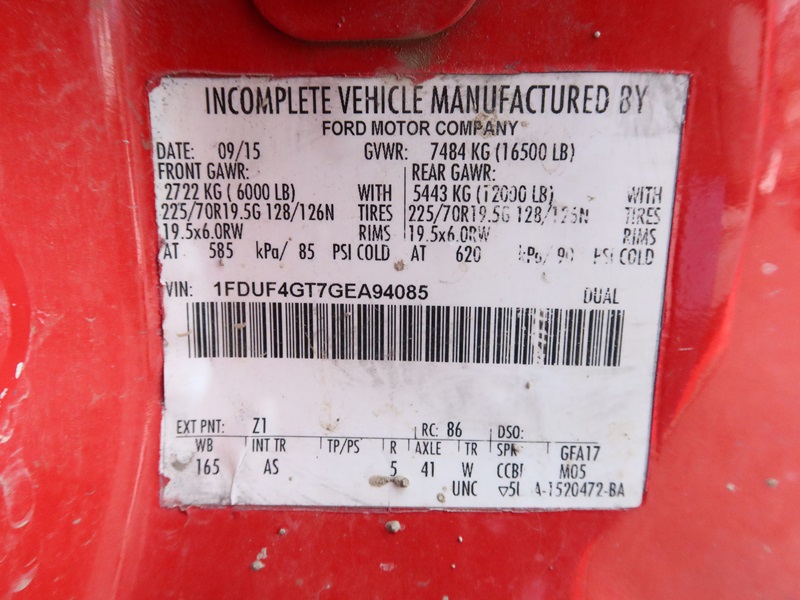 INCOMPLETE VEHICLE MANUFACTURED BY
FORD MOTOR COMPANY
DATE: 09/15 GVWR: 7484 KG (16500 LB)
FRONT GAWR: REAR GAWR:
2722 KG ( 6000 LB) WITH 5443 KG (12000 LB) WITH
225/70R19.5G 128/126N TIRES 225/70R19.5G 128/126N TIRES
19.5x6.0RW RIMS 19.5x6.0RW RIMS
AT 585 kPa/ 85 PSI COLD AT 620 kPa/ 90 PSI COLD
VIN: 1FDUF4GT7GEA94085 DUAL
EXT PNT: Z1 RC: 86 DSO:
WB INT TR TP/PS R AXLE TR SPR GFA17
165 AS 5 41 W CCBF M05
UNC ▽5L A-1520472-BA